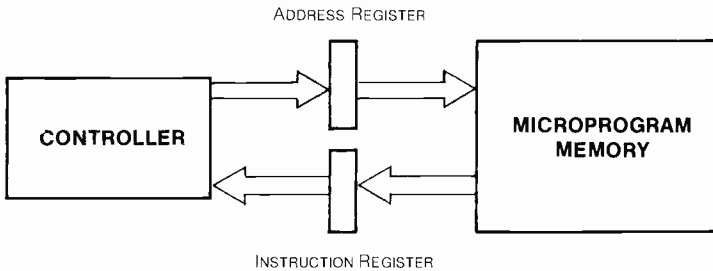 ADDRESS REGISTER
CONTROLLER
MICROPROGRAM
MEMORY
INSTRUCTION REGISTER